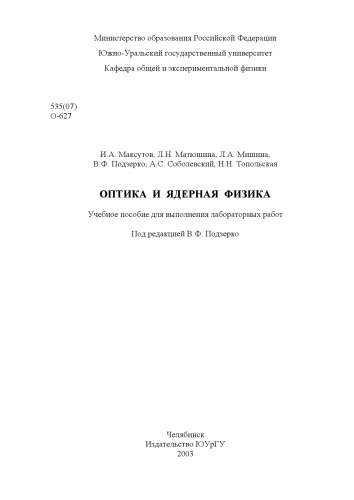 Министерство образования Российской Федерации
Южно-Уральский государственный университет
Кафедра общей и экспериментальной физики
535(07)
О-627
И.А. Максутов, Л.Н. Матюшина, Л.А. Мишина,
В.Ф. Подзерко, А.С. Соболевский, Н.Н. Топольская
ОПТИКА И ЯДЕРНАЯ ФИЗИКА
Учебное пособие для выполнения лабораторных работ
Под редакцией В.Ф. Подзерко
Челябинск
Издательство ЮУрГУ
2003